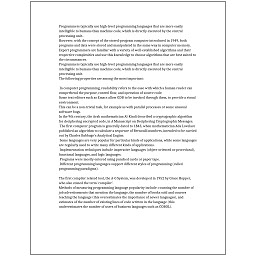 Programmers typically use high-level programming languages that are more easily
intelligible to humans than machine code, which is directly executed by the central
processing unit.
However, with the concept of the stored-program computer introduced in 1949, both
programs and data were stored and manipulated in the same way in computer memory.
Expert programmers are familiar with a variety of well-established algorithms and their
respective complexities and use this knowledge to choose algorithms that are best suited to
the circumstances.
Programmers typically use high-level programming languages that are more easily
intelligible to humans than machine code, which is directly executed by the central
processing unit.
The following properties are among the most important:

In computer programming, readability refers to the ease with which a human reader can
comprehend the purpose, control flow, and operation of source code.
Some text editors such as Emacs allow GDB to be invoked through them, to provide a visual
environment.
This can be a non-trivial task, for example as with parallel processes or some unusual
software bugs.
In the 9th century, the Arab mathematician Al-Kindi described a cryptographic algorithm
for deciphering encrypted code, in A Manuscript on Deciphering Cryptographic Messages.
The first computer program is generally dated to 1843, when mathematician Ada Lovelace
published an algorithm to calculate a sequence of Bernoulli numbers, intended to be carried
out by Charles Babbage's Analytical Engine.
Some languages are very popular for particular kinds of applications, while some languages
are regularly used to write many different kinds of applications.
Implementation techniques include imperative languages (object-oriented or procedural),
functional languages, and logic languages.
Programs were mostly entered using punched cards or paper tape.
Different programming languages support different styles of programming (called
programming paradigms).

The first compiler related tool, the A-0 System, was developed in 1952 by Grace Hopper,
who also coined the term 'compiler'.
Methods of measuring programming language popularity include: counting the number of
job advertisements that mention the language, the number of books sold and courses
teaching the language (this overestimates the importance of newer languages), and
estimates of the number of existing lines of code written in the language (this
underestimates the number of users of business languages such as COBOL).